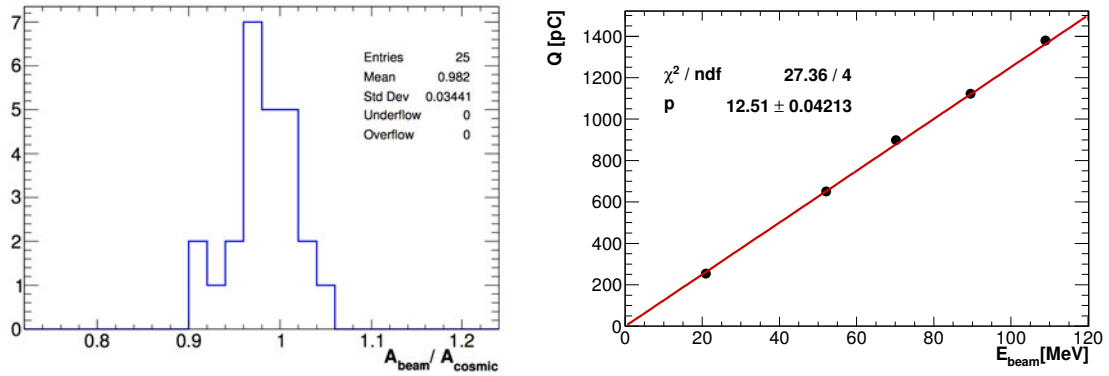 7
6
5
4
3
2
1
0
Entries 25
Mean 0.982
Std Dev 0.03441
Underflow 0
Overflow 0
0.8 0.9 1 1.1 1.2
A_beam / A_cosmic
Q [pC]
1400
1200
1000
800
600
400
200
0
χ² / ndf 27.36 / 4
p 12.51 ± 0.04213
0 20 40 60 80 100 120
E_beam[MeV]